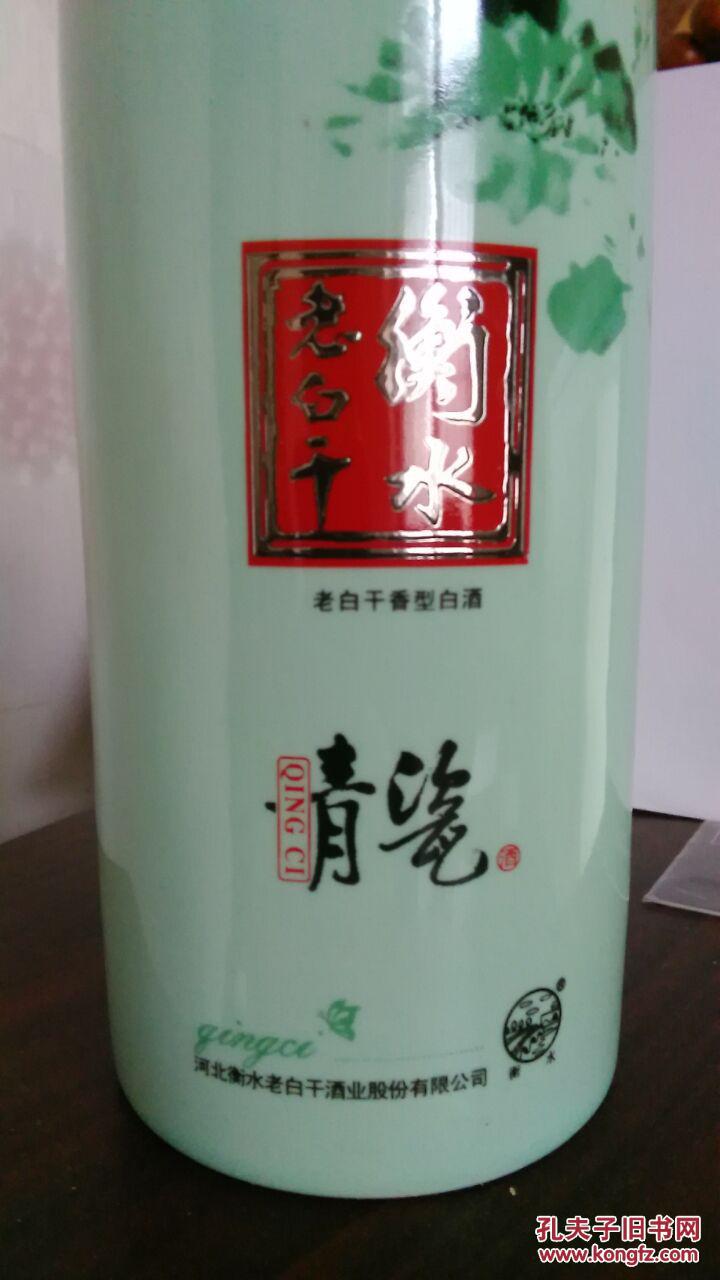 衡水
老白干
老白干香型白酒
青瓷
QING CI
酒
qingci
河北衡水老白干酒业股份有限公司
®
衡水
孔夫子旧书网
www.kongfz.com